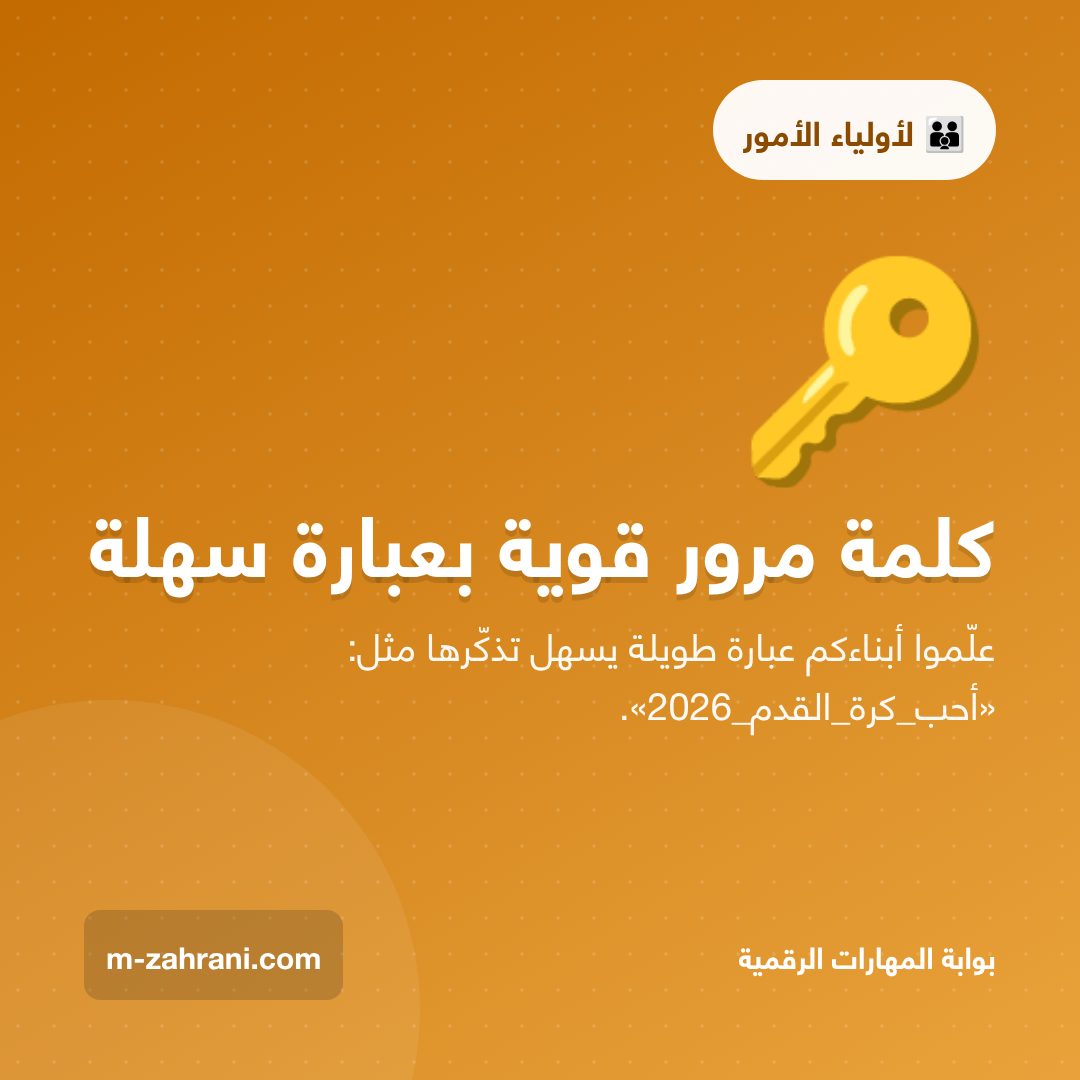 لأولياء الأمور
كلمة مرور قوية بعبارة سهلة
علّموا أبناءكم عبارة طويلة يسهل تذكّرها مثل:
«أحب_كرة_القدم_2026».
بوابة المهارات الرقمية
m-zahrani.com